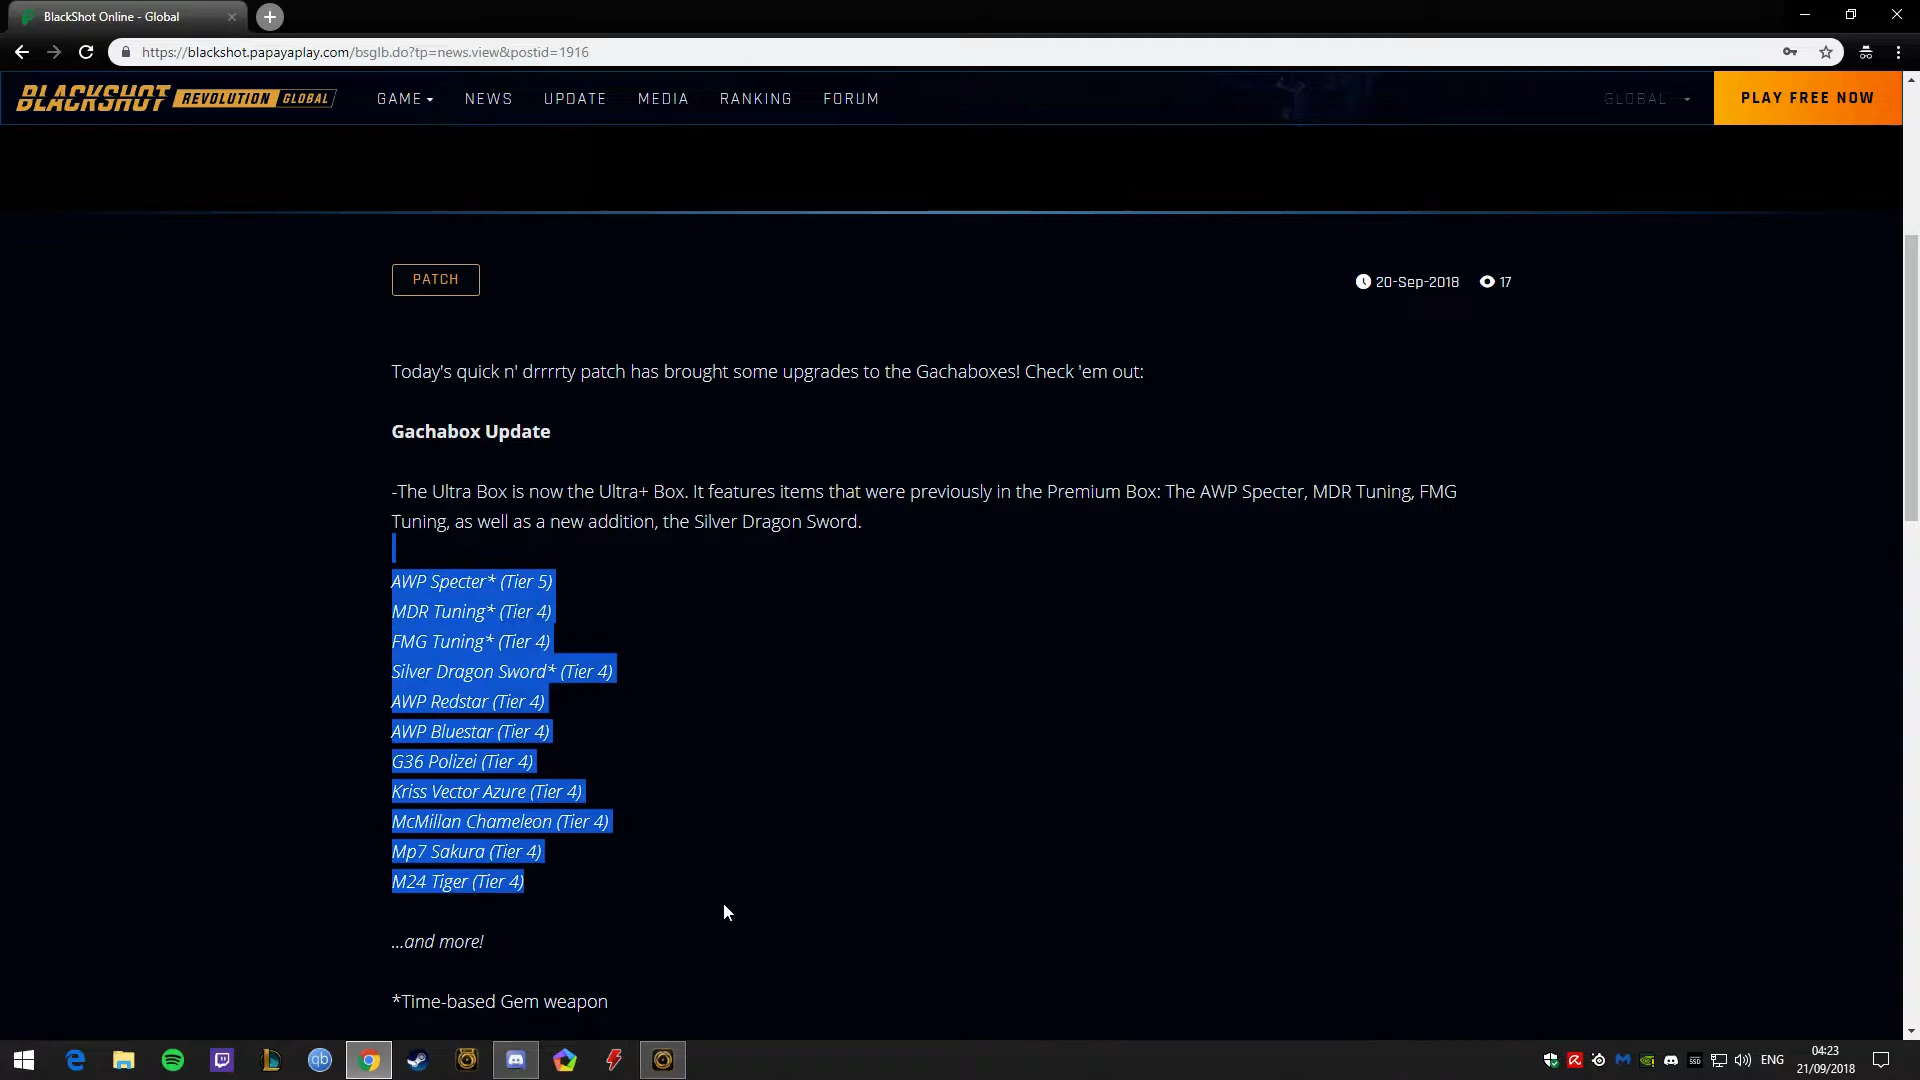 BlackShot Online - Global
https://blackshot.papayaplay.com/bsglb.do?tp=news.view&postid=1916
BLACKSHOT REVOLUTION GLOBAL
GAME
NEWS
UPDATE
MEDIA
RANKING
FORUM
GLOBAL
PLAY FREE NOW
PATCH
20-Sep-2018
17
Today's quick n' drrrrty patch has brought some upgrades to the Gachaboxes! Check 'em out:
Gachabox Update
-The Ultra Box is now the Ultra+ Box. It features items that were previously in the Premium Box: The AWP Specter, MDR Tuning, FMG
Tuning, as well as a new addition, the Silver Dragon Sword.
AWP Specter* (Tier 5)
MDR Tuning* (Tier 4)
FMG Tuning* (Tier 4)
Silver Dragon Sword* (Tier 4)
AWP Redstar (Tier 4)
AWP Bluestar (Tier 4)
G36 Polizei (Tier 4)
Kriss Vector Azure (Tier 4)
McMillan Chameleon (Tier 4)
Mp7 Sakura (Tier 4)
M24 Tiger (Tier 4)
...and more!
*Time-based Gem weapon
qb
SSD
ENG
04:23
21/09/2018